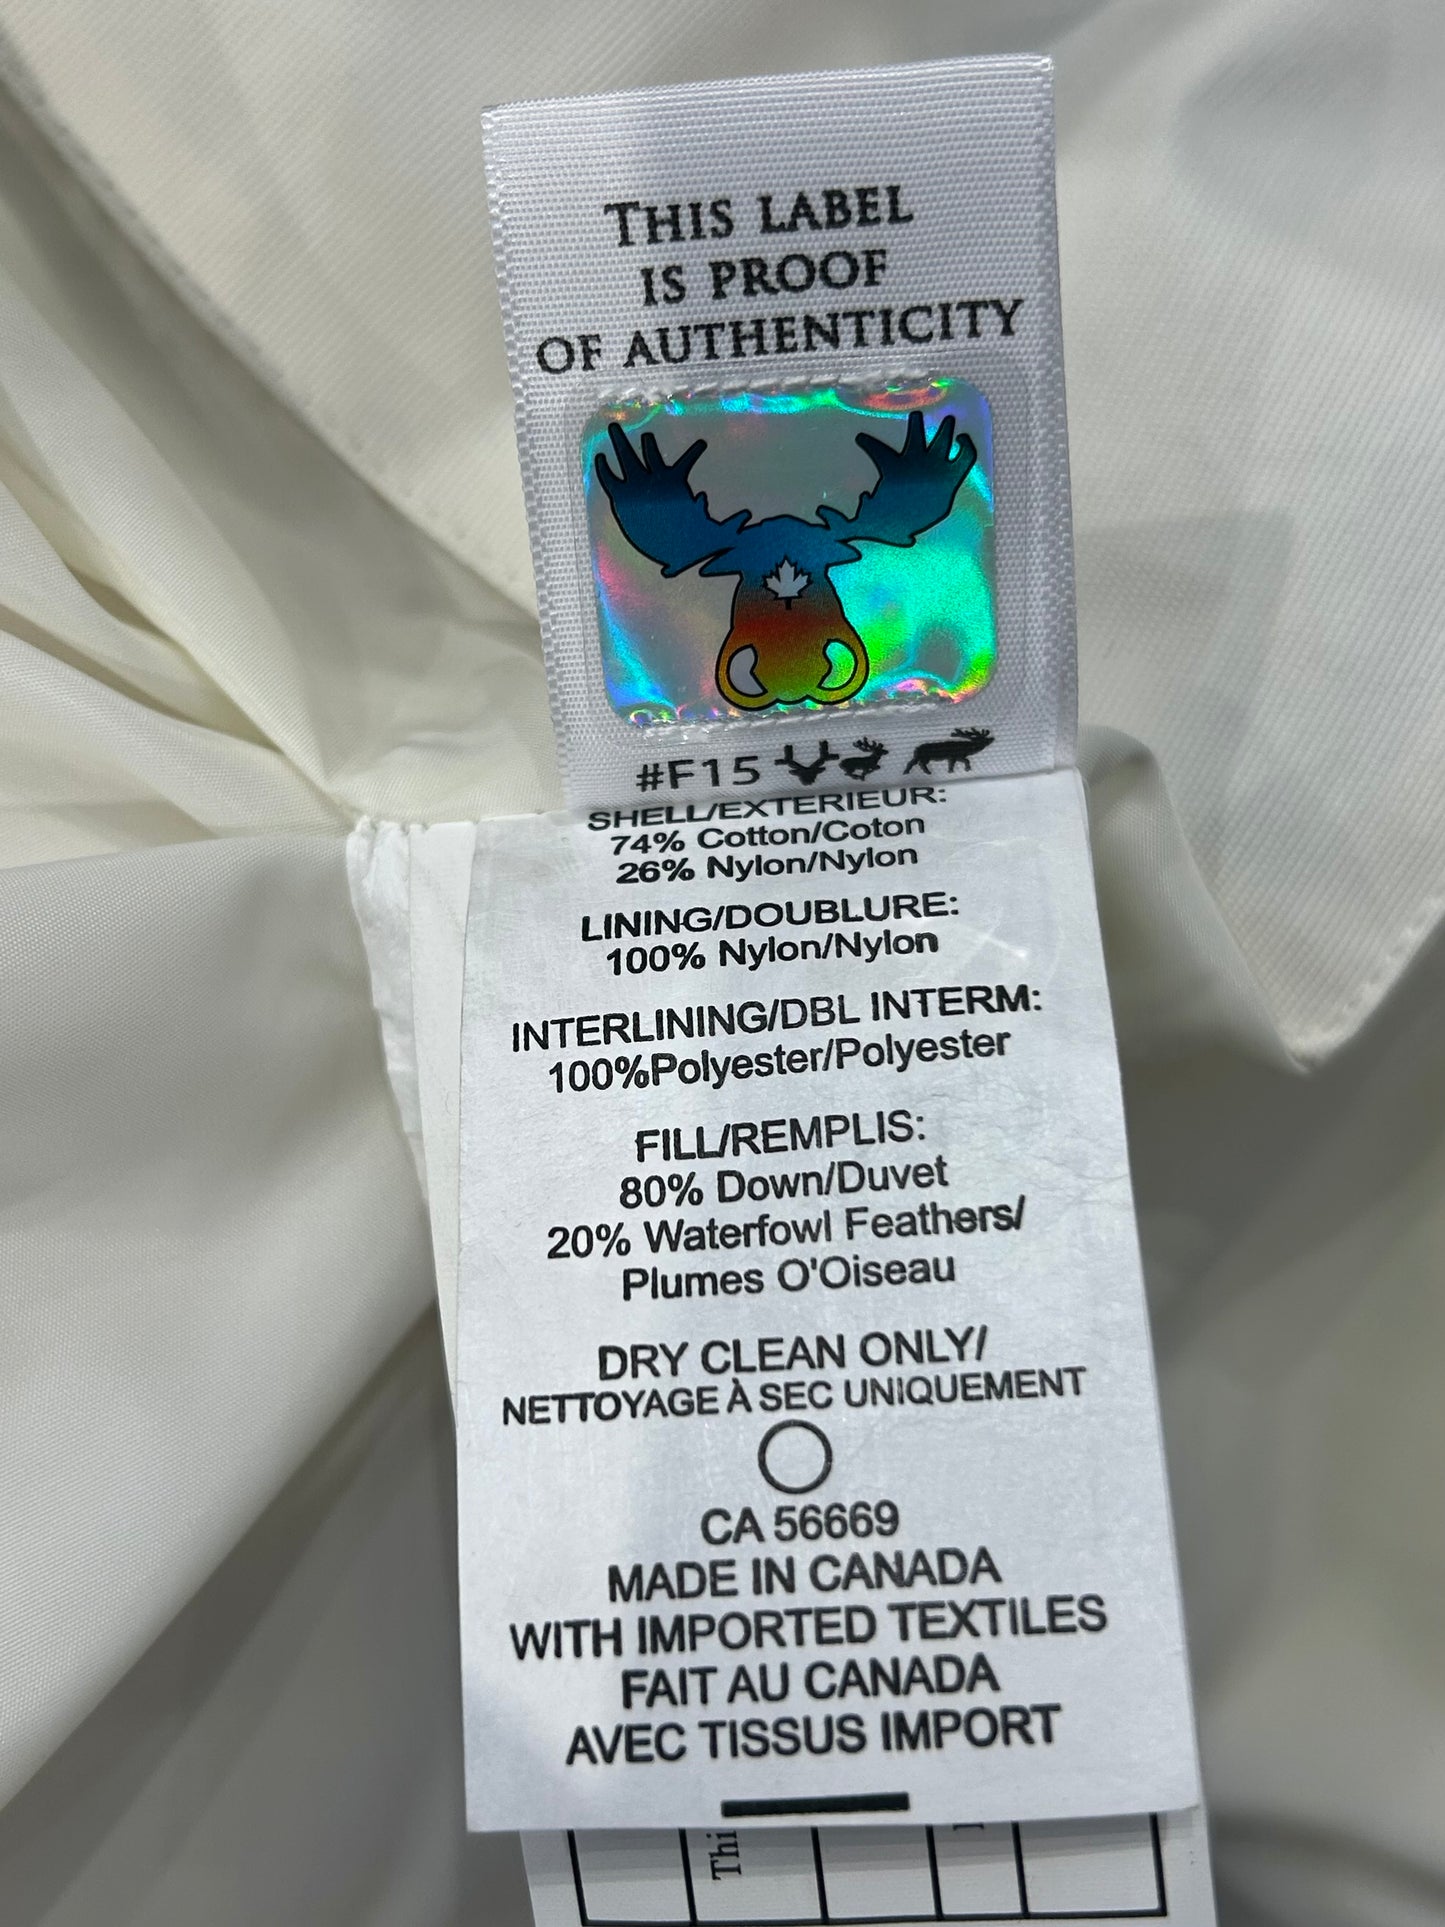 THIS LABEL
IS PROOF
OF AUTHENTICITY
#F15
SHELL/EXTERIEUR:
74% Cotton/Coton
26% Nylon/Nylon
LINING/DOUBLURE:
100% Nylon/Nylon
INTERLINING/DBL INTERM:
100%Polyester/Polyester
FILL/REMPLIS:
80% Down/Duvet
20% Waterfowl Feathers/
Plumes O'Oiseau
DRY CLEAN ONLY/
NETTOYAGE À SEC UNIQUEMENT
CA 56669
MADE IN CANADA
WITH IMPORTED TEXTILES
FAIT AU CANADA
AVEC TISSUS IMPORT